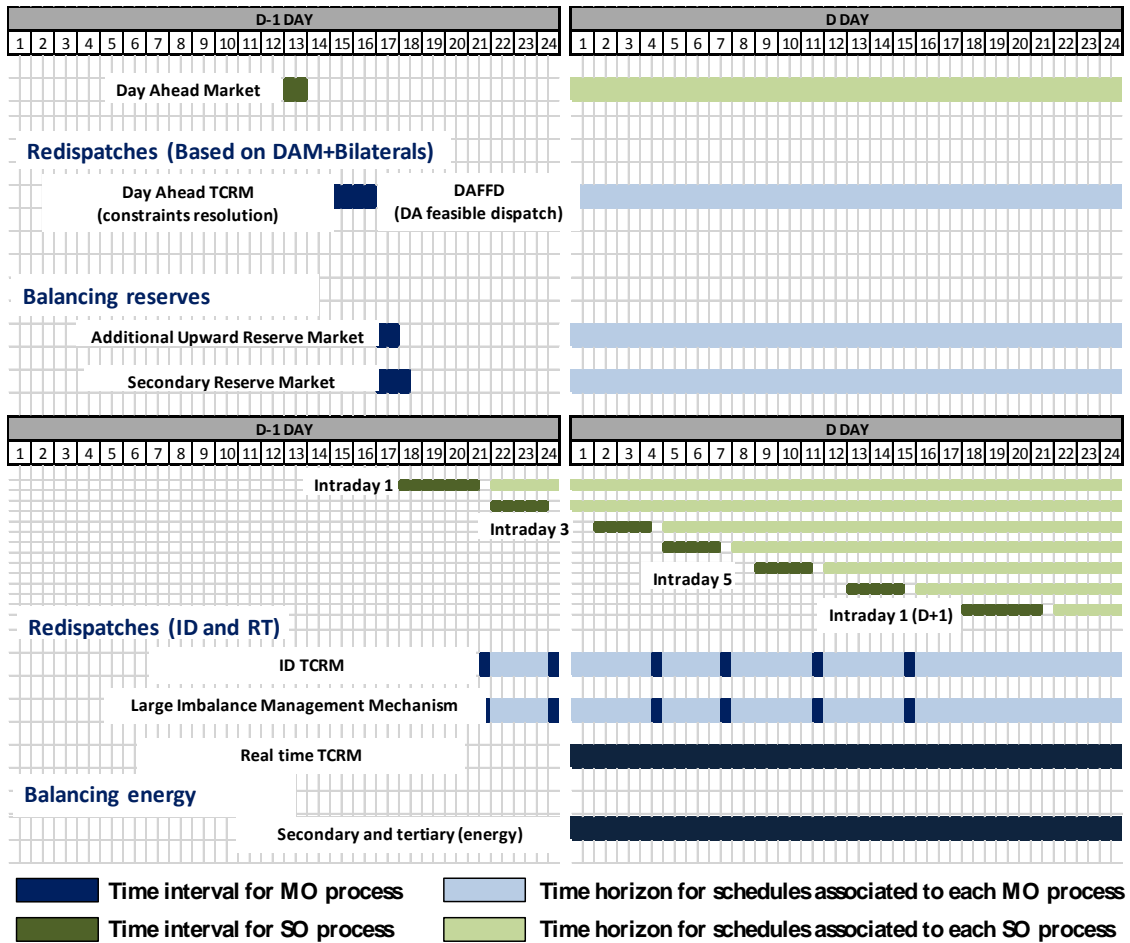 D-1 DAY D DAY
1 2 3 4 5 6 7 8 9 10 11 12 13 14 15 16 17 18 19 20 21 22 23 24 1 2 3 4 5 6 7 8 9 10 11 12 13 14 15 16 17 18 19 20 21 22 23 24
Day Ahead Market
Redispatches (Based on DAM+Bilaterals)
Day Ahead TCRM DAFFD
(constraints resolution) (DA feasible dispatch)
Balancing reserves
Additional Upward Reserve Market
Secondary Reserve Market
D-1 DAY D DAY
1 2 3 4 5 6 7 8 9 10 11 12 13 14 15 16 17 18 19 20 21 22 23 24 1 2 3 4 5 6 7 8 9 10 11 12 13 14 15 16 17 18 19 20 21 22 23 24
Intraday 1
Intraday 3
Intraday 5
Intraday 1 (D+1)
Redispatches (ID and RT)
ID TCRM
Large Imbalance Management Mechanism
Real time TCRM
Balancing energy
Secondary and tertiary (energy)
Time interval for MO process Time horizon for schedules associated to each MO process
Time interval for SO process Time horizon for schedules associated to each SO process